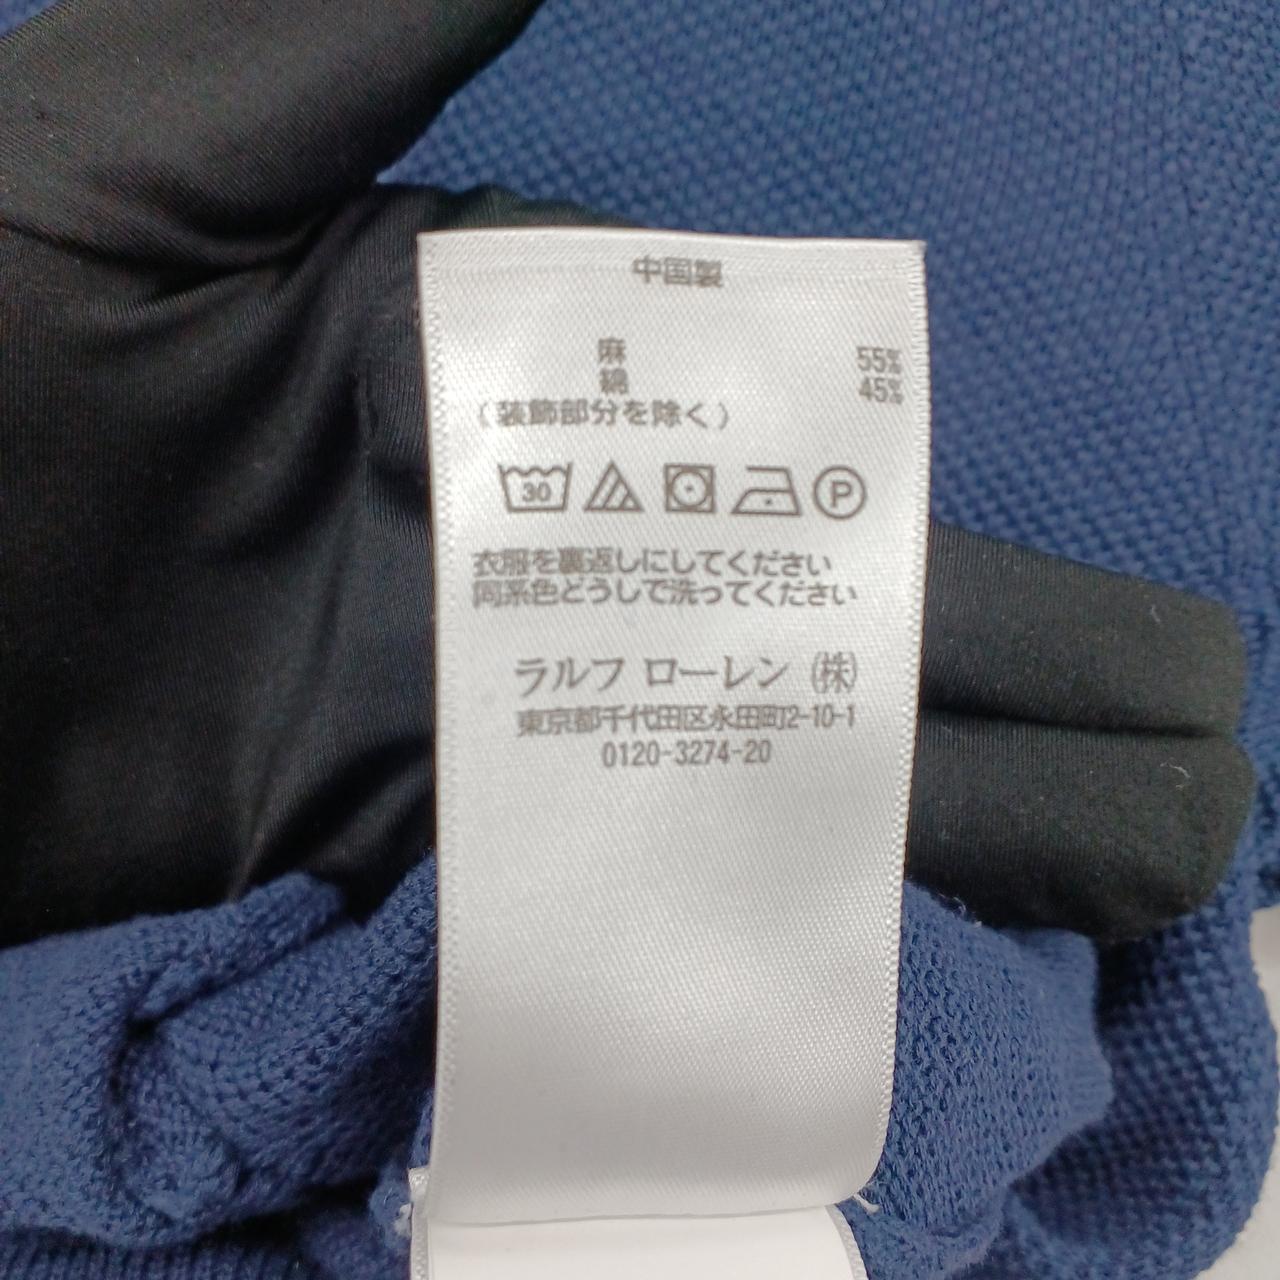 中国製
麻 55%
綿 45%
(装飾部分を除く)
30 P
衣服を裏返しにしてください
同系色どうしで洗ってください
ラルフ ローレン (株)
東京都千代田区永田町2-10-1
0120-3274-20